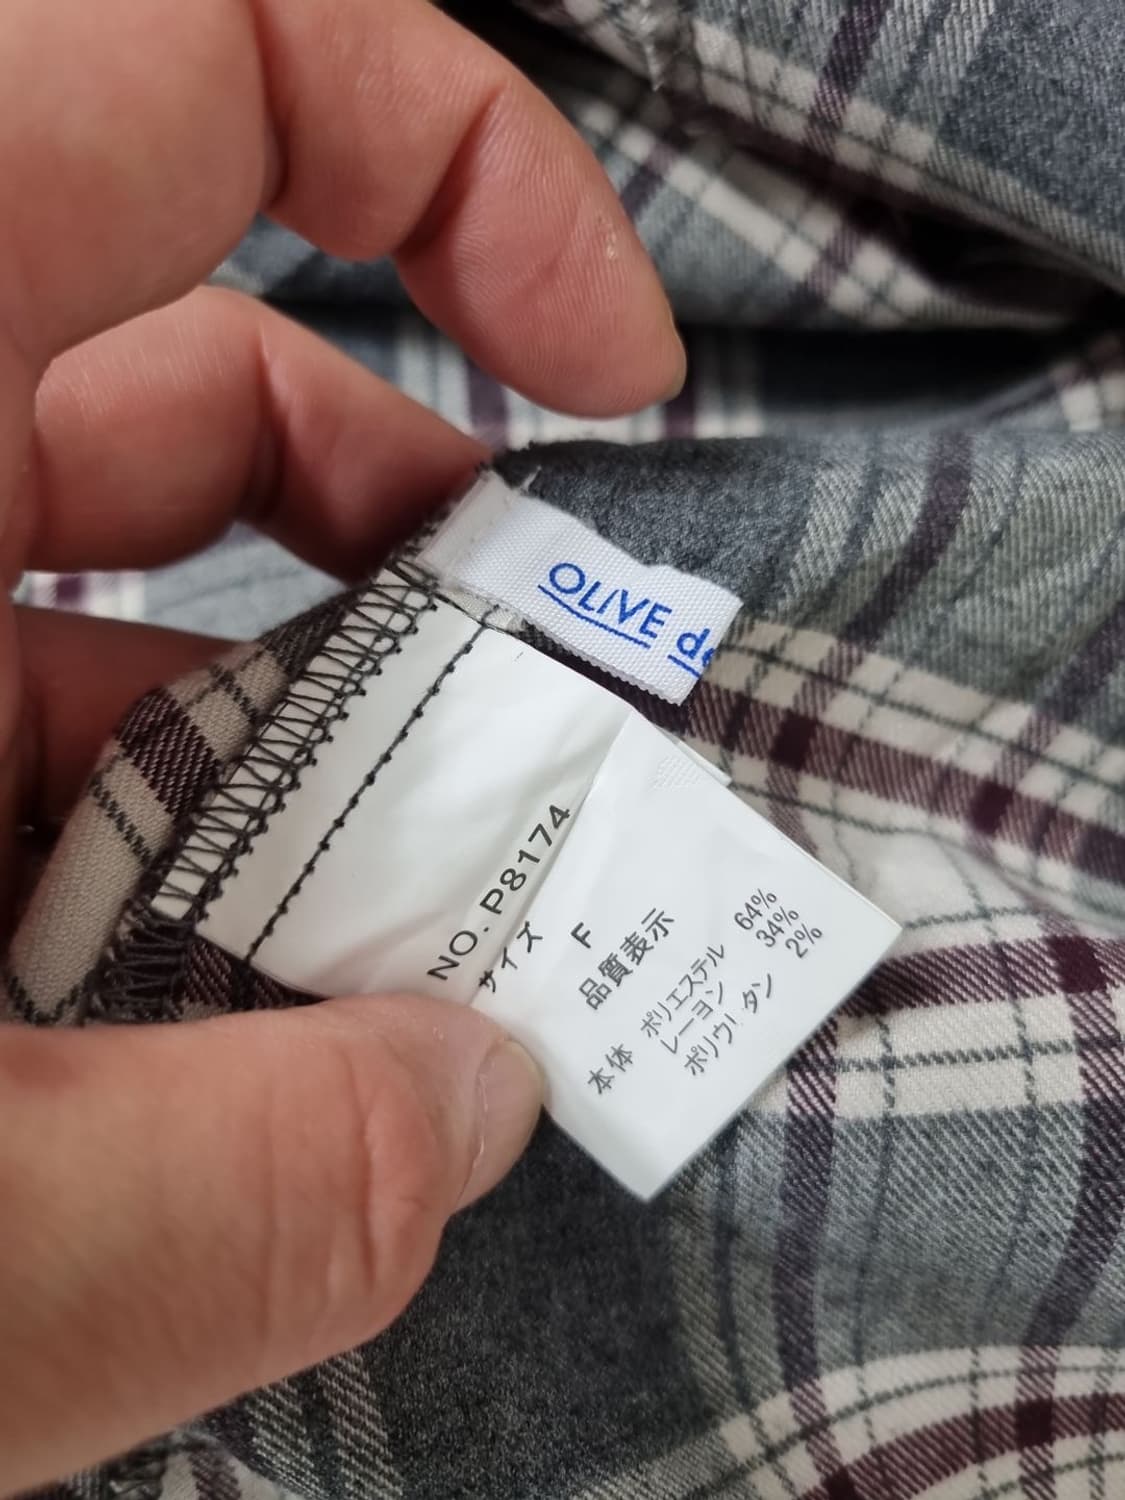 OLIVE de
NO. P8174
サイズ F
品質表示
本体 ポリエステル 64%
レーヨン 34%
ポリウレタン 2%